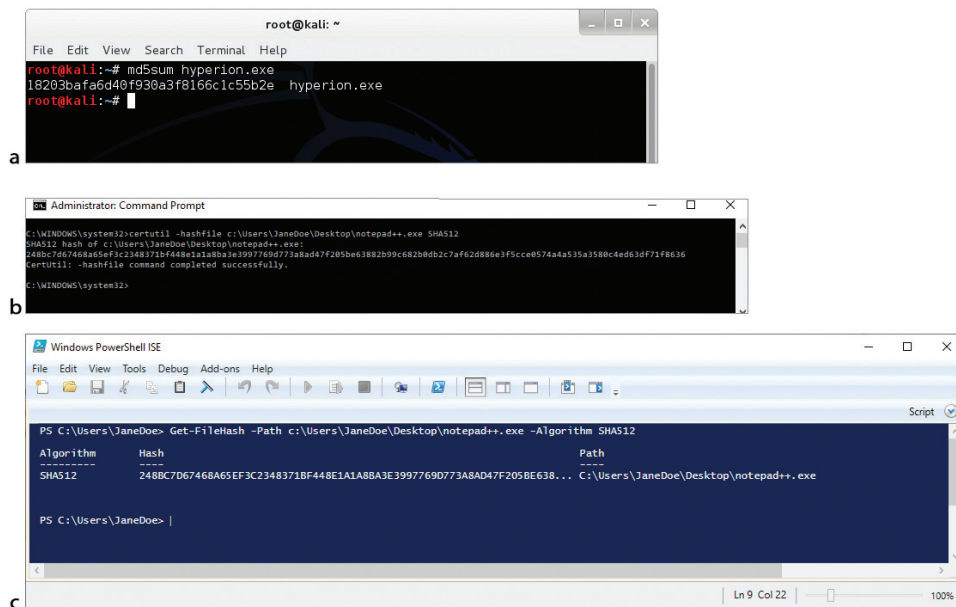 root@kali: ~
File Edit View Search Terminal Help
root@kali:~# md5sum hyperion.exe
18203bafa6d40f930a3f8166c1c55b2e hyperion.exe
root@kali:~#
a
Administrator: Command Prompt
C:\WINDOWS\system32>certutil -hashfile c:\Users\JaneDoe\Desktop\notepad++.exe SHA512
SHA512 hash of c:\Users\JaneDoe\Desktop\notepad++.exe:
248bc7d67468a65ef3c2348371bf448e1a1a8ba3e3997769d773a8ad47f205be63882b99c682b0db2c7af62d886e3f5cce0574a4a535a3580c4ed63df71f8636
CertUtil: -hashfile command completed successfully.
C:\WINDOWS\system32>
b
Windows PowerShell ISE
File Edit View Tools Debug Add-ons Help
Script
PS C:\Users\JaneDoe> Get-FileHash -Path c:\Users\JaneDoe\Desktop\notepad++.exe -Algorithm SHA512
Algorithm Hash Path
--------- ---- ----
SHA512 248BC7D67468A65EF3C2348371BF448E1A1A8BA3E3997769D773A8AD47F205BE638... C:\Users\JaneDoe\Desktop\notepad++.exe
PS C:\Users\JaneDoe>
Ln 9 Col 22 100%
c